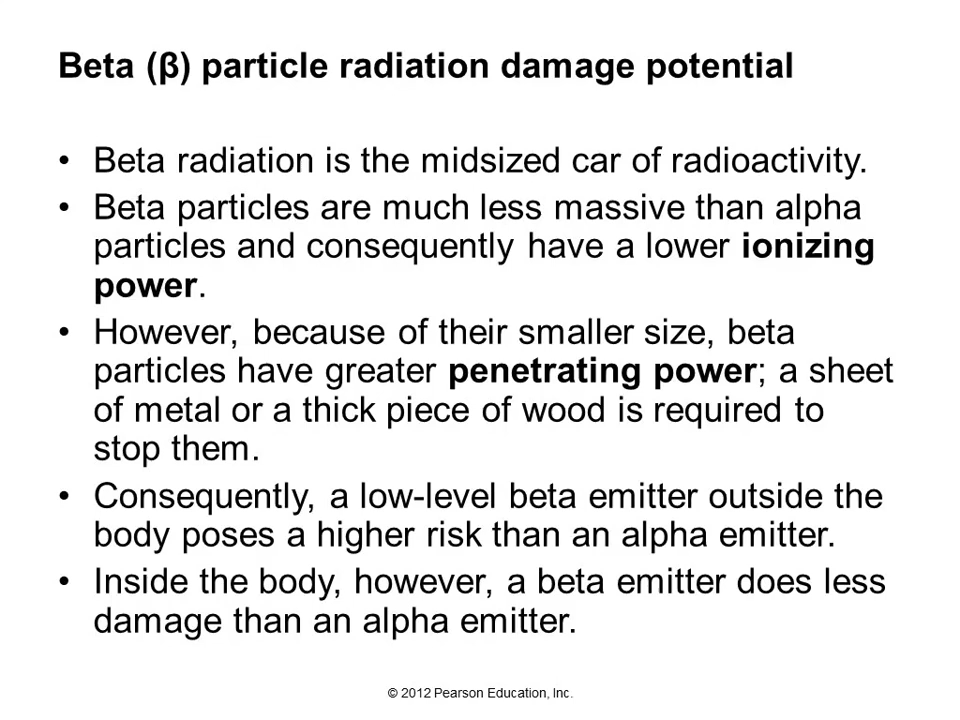 Beta (β) particle radiation damage potential
• Beta radiation is the midsized car of radioactivity.
• Beta particles are much less massive than alpha
particles and consequently have a lower ionizing
power.
• However, because of their smaller size, beta
particles have greater penetrating power; a sheet
of metal or a thick piece of wood is required to
stop them.
• Consequently, a low-level beta emitter outside the
body poses a higher risk than an alpha emitter.
• Inside the body, however, a beta emitter does less
damage than an alpha emitter.
© 2012 Pearson Education, Inc.